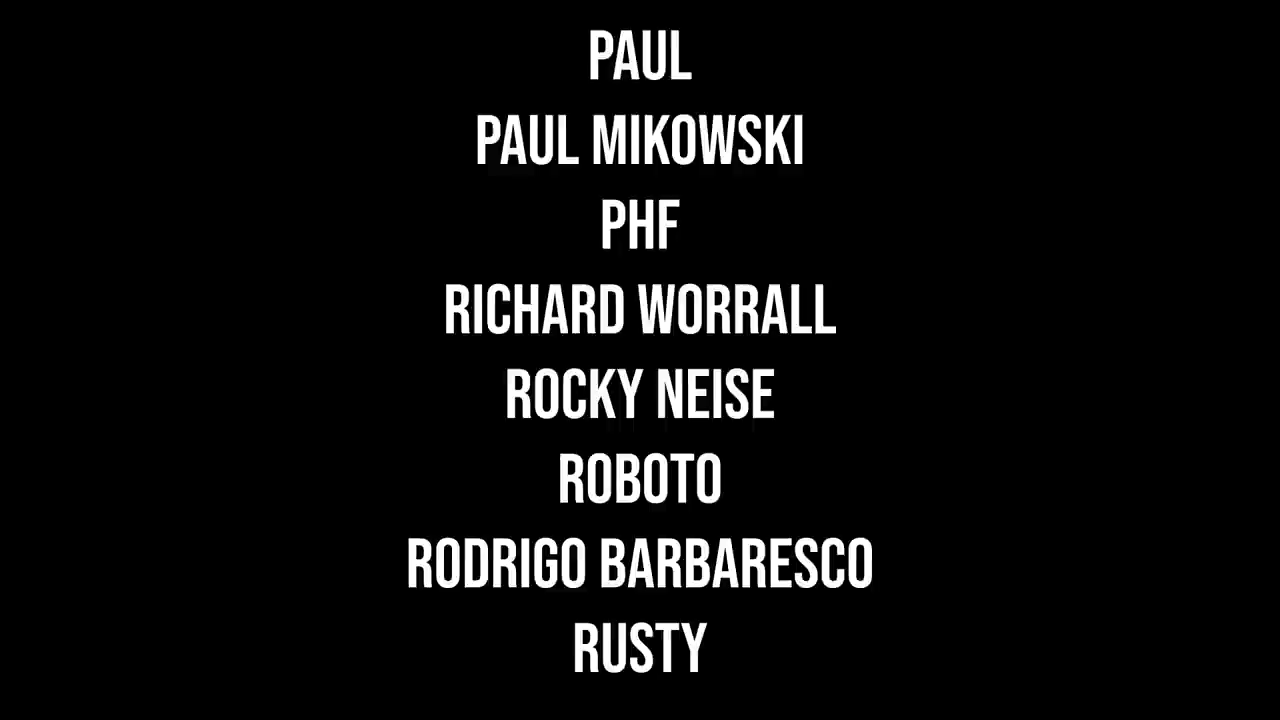 PAUL
PAUL MIKOWSKI
PHF
RICHARD WORRALL
ROCKY NEISE
ROBOTO
RODRIGO BARBARESCO
RUSTY